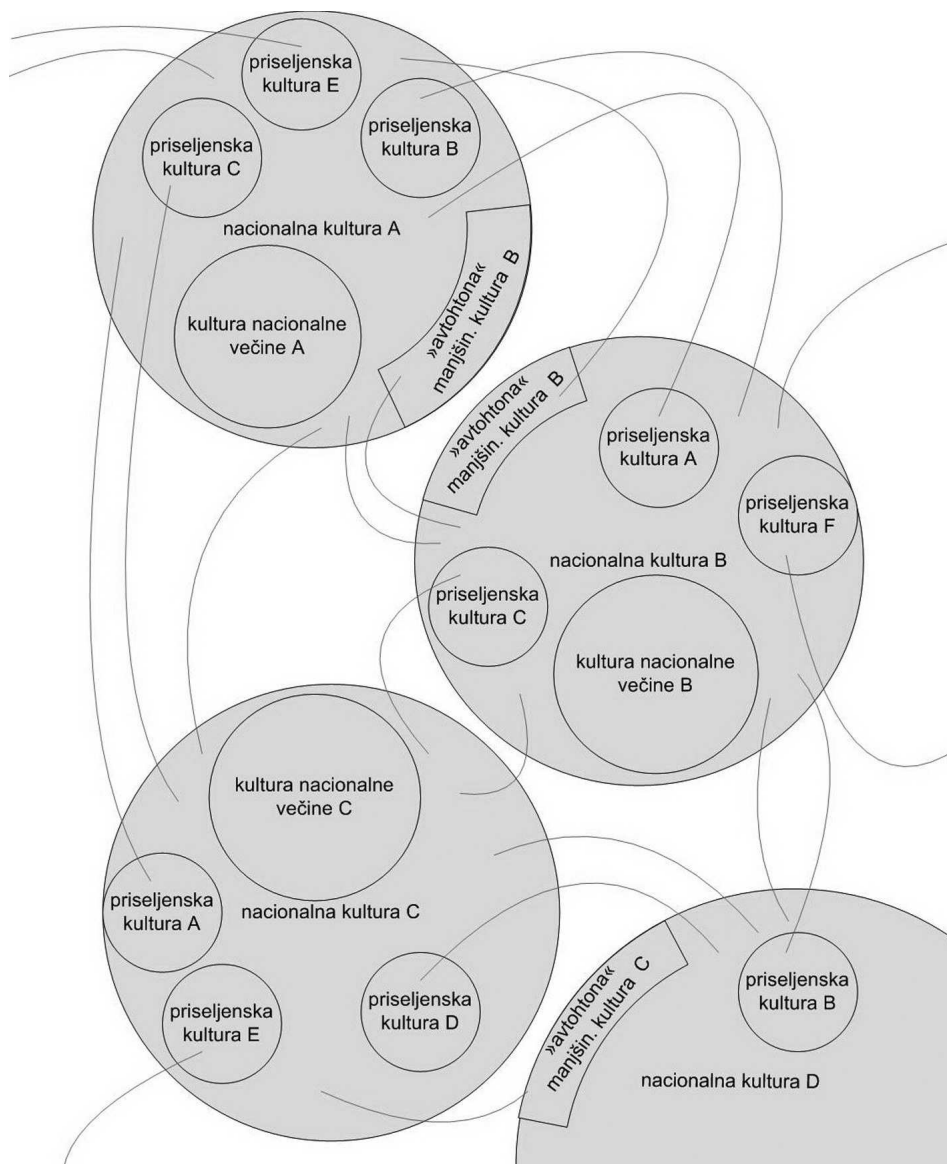 priseljenska
kultura E
priseljenska
kultura B
priseljenska
kultura C
nacionalna kultura A
»avtohtona«
manjšin. kultura B
kultura nacionalne
večine A
»avtohtona«
manjšin. kultura B
priseljenska
kultura A
priseljenska
kultura F
nacionalna kultura B
priseljenska
kultura C
kultura nacionalne
večine B
kultura nacionalne
večine C
priseljenska
kultura A
nacionalna kultura C
priseljenska
kultura D
priseljenska
kultura E
»avtohtona«
manjšin. kultura C
priseljenska
kultura B
nacionalna kultura D